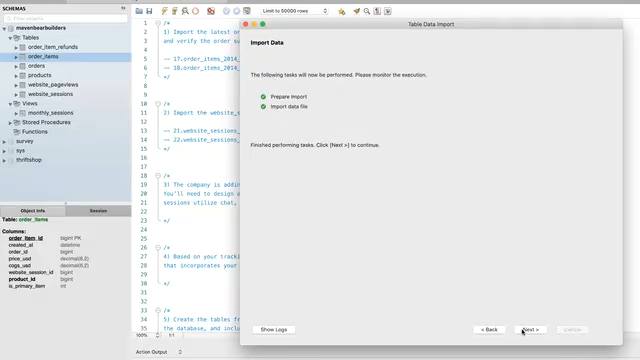 SCHEMAS
Filter objects
mavenbearbuilders
Tables
order_item_refunds
order_items
orders
products
website_pageviews
website_sessions
Views
monthly_sessions
Stored Procedures
Functions
survey
sys
thriftshop
Object Info
Session
Table: order_items
Columns:
order_item_id bigint PK
created_at datetime
order_id bigint
price_usd decimal(6,2)
cogs_usd decimal(6,2)
website_session_id bigint
product_id bigint
is_primary_item int
Limit to 50000 rows
1 /*
2 1) Import the latest or
3 and verify the order su
4
5 -- 17.order_items_2014_
6 -- 18.order_items_2014_
7 */
8
9
10 /*
11 2) Import the website_s
12
13 -- 21.website_sessions_
14 -- 22.website_sessions_
15 */
16
17
18 /*
19 3) The company is addin
20 You'll need to design a
21 sessions utilize chat,
22
23 */
24
25
26 /*
27 4) Based on your tracki
28 that incorporates your
29
30 */
31
32
33 /*
34 5) Create the tables fr
35 the database, and inclu
100%
1:1
Action Output
Table Data Import
Import Data
The following tasks will now be performed. Please monitor the execution.
Prepare Import
Import data file
Finished performing tasks. Click [Next >] to continue.
Show Logs
< Back
Next >
Cancel